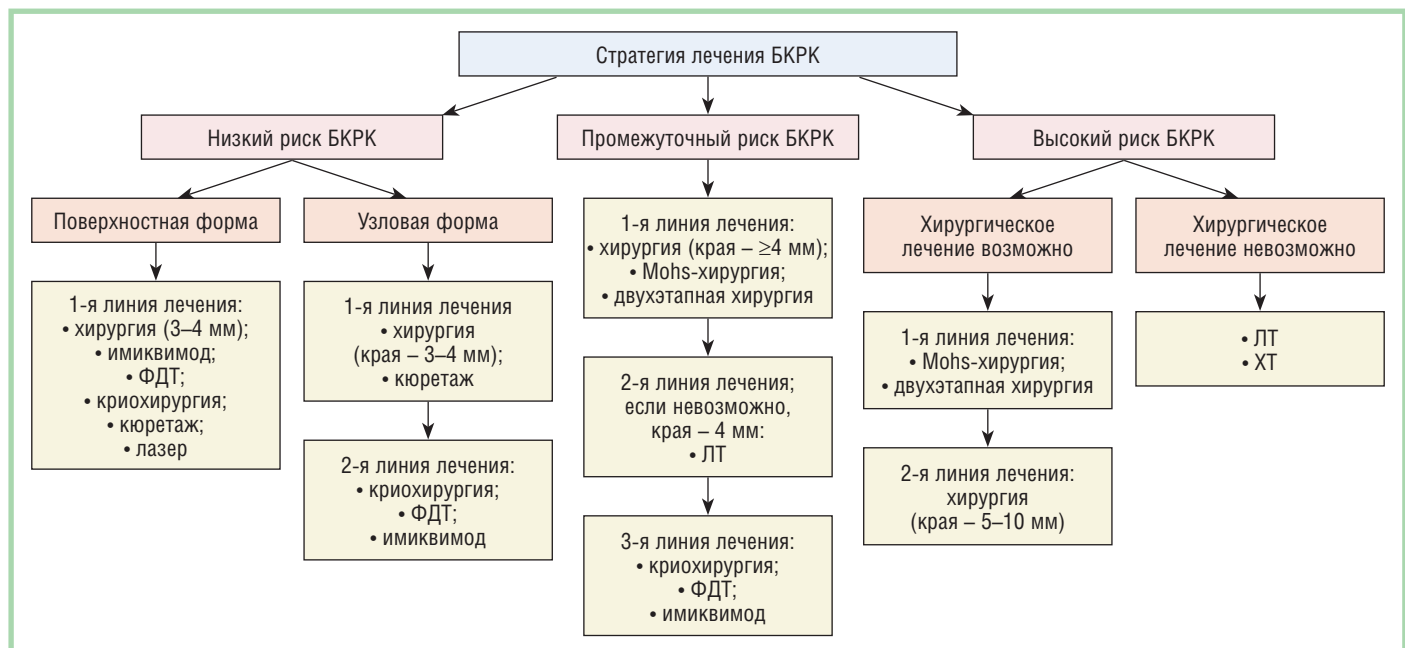 Стратегия лечения БКРК
Низкий риск БКРК
Промежуточный риск БКРК
Высокий риск БКРК
Поверхностная форма
Узловая форма
1-я линия лечения:
• хирургия (3–4 мм);
• имиквимод;
• ФДТ;
• криохирургия;
• кюретаж;
• лазер
1-я линия лечения
• хирургия
(края – 3–4 мм);
• кюретаж
2-я линия лечения:
• криохирургия;
• ФДТ;
• имиквимод
1-я линия лечения:
• хирургия (края – ≥4 мм);
• Mohs-хирургия;
• двухэтапная хирургия
2-я линия лечения;
если невозможно,
края – 4 мм:
• ЛТ
3-я линия лечения:
• криохирургия;
• ФДТ;
• имиквимод
Хирургическое
лечение возможно
1-я линия лечения:
• Mohs-хирургия;
• двухэтапная хирургия
2-я линия лечения:
хирургия
(края – 5–10 мм)
Хирургическое
лечение невозможно
• ЛТ
• ХТ